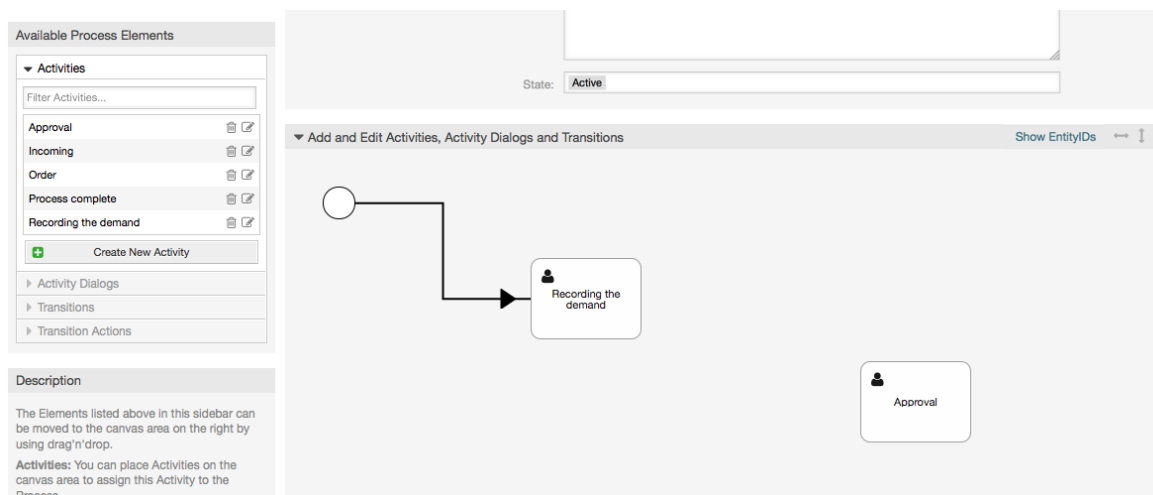 Available Process Elements
Activities
Filter Activities...
Approval
Incoming
Order
Process complete
Recording the demand
Create New Activity
Activity Dialogs
Transitions
Transition Actions
Description
The Elements listed above in this sidebar can
be moved to the canvas area on the right by
using drag'n'drop.
Activities: You can place Activities on the
canvas area to assign this Activity to the
Process
State:
Active
Add and Edit Activities, Activity Dialogs and Transitions
Show EntityIDs
Recording the
demand
Approval